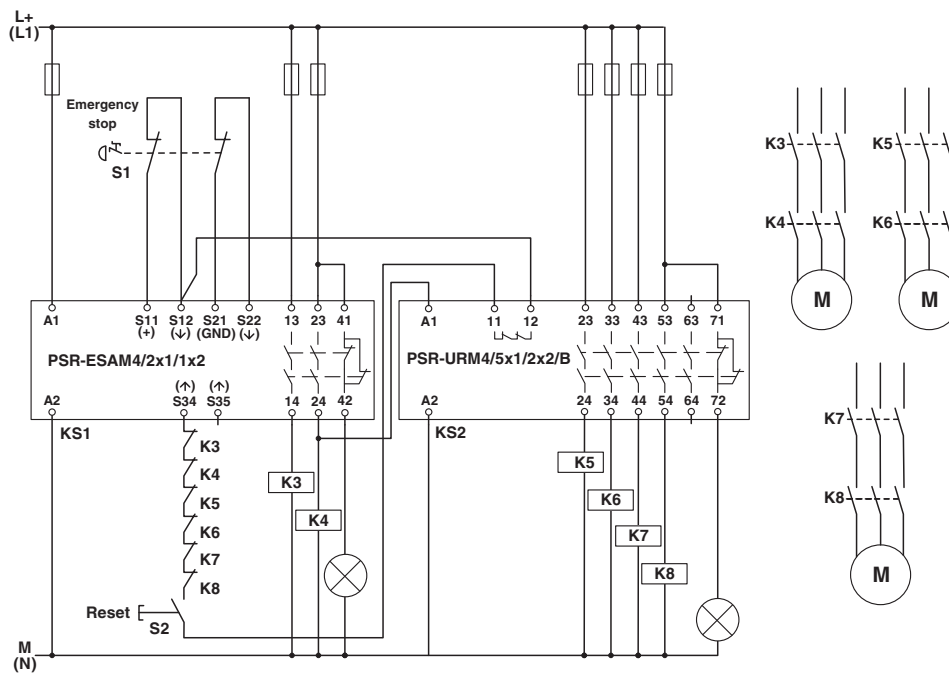 L+
(L1)
Emergency
stop
S1
K3
K5
K4
K6
M
M
A1
S11
(+)
S12
(↓)
S21
(GND)
S22
(↓)
13
23
41
A1
11
12
23
33
43
53
63
71
PSR-ESAM4/2x1/1x2
PSR-URM4/5x1/2x2/B
A2
(↑)
S34
(↑)
S35
14
24
42
A2
24
34
44
54
64
72
KS1
KS2
K3
K4
K5
K6
K7
K8
K3
K4
K5
K6
K7
K8
K7
K8
M
Reset
S2
M
(N)